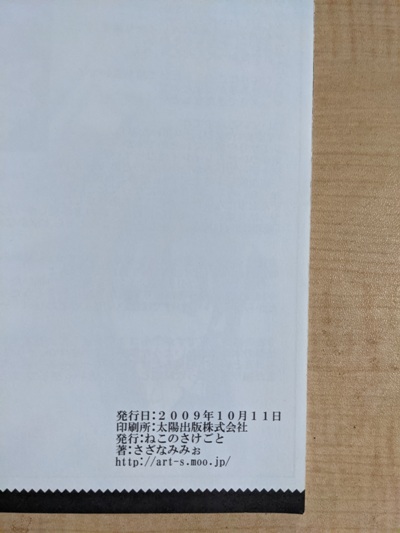 発行日:2009年10月11日
印刷所:太陽出版株式会社
発行:ねこのさけごと
著:さざなみみぉ
http://art-s.moo.jp/